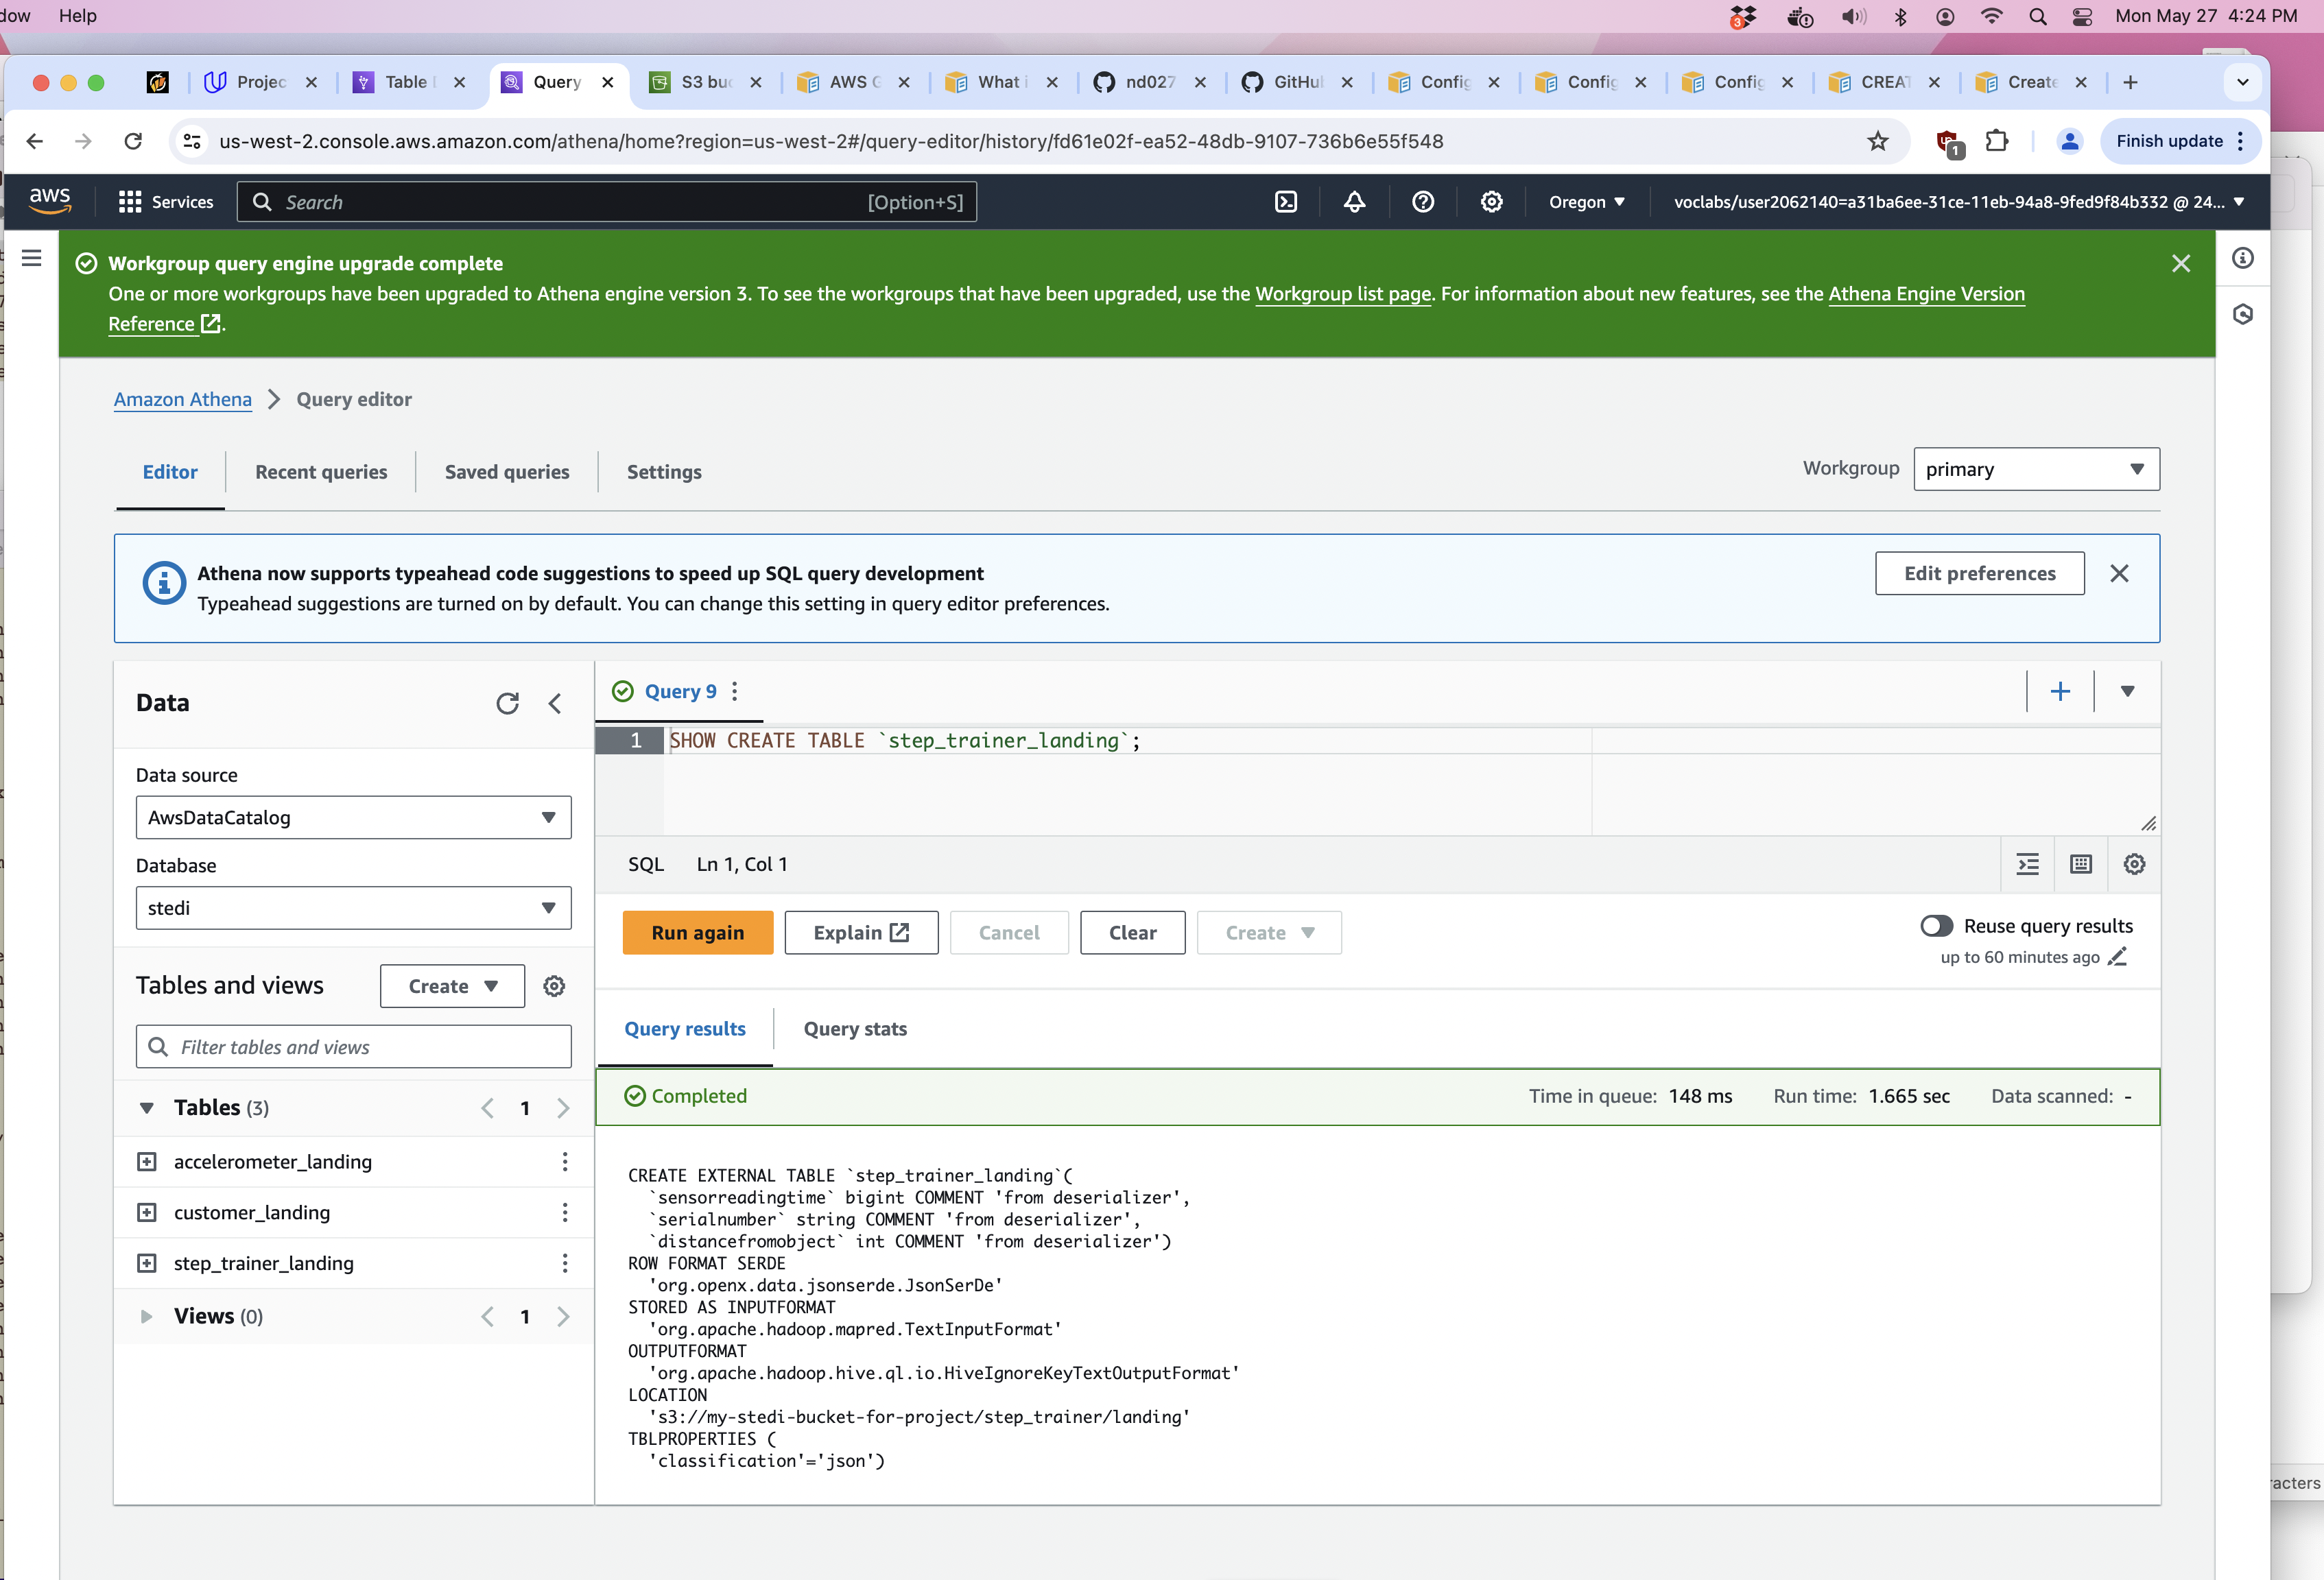 dow Help Mon May 27 4:24 PM
3
Projec Table Query S3 buc AWS G What i nd027 GitHul Config Config Config CREAT Create
us-west-2.console.aws.amazon.com/athena/home?region=us-west-2#/query-editor/history/fd61e02f-ea52-48db-9107-736b6e55f548
1
Finish update
aws Services Search [Option+S] Oregon voclabs/user2062140=a31ba6ee-31ce-11eb-94a8-9fed9f84b332 @ 24...
Workgroup query engine upgrade complete
One or more workgroups have been upgraded to Athena engine version 3. To see the workgroups that have been upgraded, use the Workgroup list page. For information about new features, see the Athena Engine Version
Reference .
Amazon Athena Query editor
Editor Recent queries Saved queries Settings
Workgroup primary
Athena now supports typeahead code suggestions to speed up SQL query development
Typeahead suggestions are turned on by default. You can change this setting in query editor preferences.
Edit preferences
Data
Data source
AwsDataCatalog
Database
stedi
Tables and views
Create
Filter tables and views
Tables (3) 1
accelerometer_landing
customer_landing
step_trainer_landing
Views (0) 1
Query 9
1 SHOW CREATE TABLE `step_trainer_landing`;
SQL Ln 1, Col 1
Run again Explain Cancel Clear Create
Reuse query results
up to 60 minutes ago
Query results Query stats
Completed
Time in queue: 148 ms Run time: 1.665 sec Data scanned: -
CREATE EXTERNAL TABLE `step_trainer_landing`(
`sensorreadingtime` bigint COMMENT 'from deserializer',
`serialnumber` string COMMENT 'from deserializer',
`distancefromobject` int COMMENT 'from deserializer')
ROW FORMAT SERDE
'org.openx.data.jsonserde.JsonSerDe'
STORED AS INPUTFORMAT
'org.apache.hadoop.mapred.TextInputFormat'
OUTPUTFORMAT
'org.apache.hadoop.hive.ql.io.HiveIgnoreKeyTextOutputFormat'
LOCATION
's3://my-stedi-bucket-for-project/step_trainer/landing'
TBLPROPERTIES (
'classification'='json')
racters